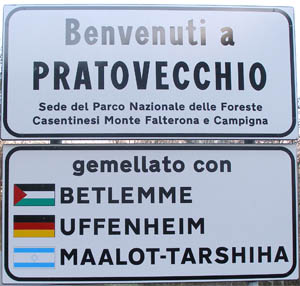 Benvenuti a
PRATOVECCHIO
Sede del Parco Nazionale delle Foreste
Casentinesi Monte Falterona e Campigna
gemellato con
BETLEMME
UFFENHEIM
MAALOT-TARSHIHA